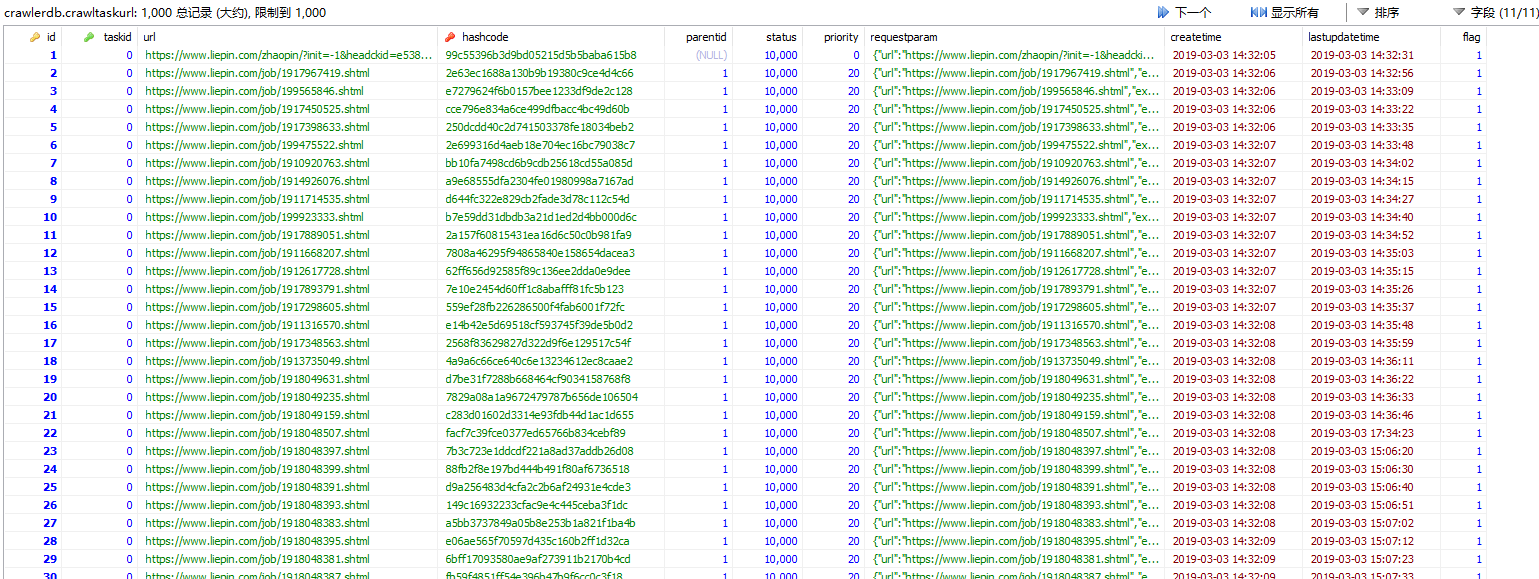 crawlerdb.crawltaskurl: 1,000 总记录 (大约), 限制到 1,000 下一个 显示所有 排序 字段 (11/11)
id taskid url hashcode parentid status priority requestparam createtime lastupdatetime flag
1 0 https://www.liepin.com/zhaopin/?init=-1&headckid=e538... 99c55396b3d9bd05215d5b5baba615b8 (NULL) 10,000 0 {"url":"https://www.liepin.com/zhaopin/?init=-1&headcki... 2019-03-03 14:32:05 2019-03-03 14:32:31 1
2 0 https://www.liepin.com/job/1917967419.shtml 2e63ec1688a130b9b19380c9ce4d4c66 1 10,000 20 {"url":"https://www.liepin.com/job/1917967419.shtml","e... 2019-03-03 14:32:06 2019-03-03 14:32:56 1
3 0 https://www.liepin.com/job/199565846.shtml e7279624f6b0157bee1233df9de2c128 1 10,000 20 {"url":"https://www.liepin.com/job/199565846.shtml","ex... 2019-03-03 14:32:06 2019-03-03 14:33:09 1
4 0 https://www.liepin.com/job/1917450525.shtml cce796e834a6ce499dfbacc4bc49d60b 1 10,000 20 {"url":"https://www.liepin.com/job/1917450525.shtml","e... 2019-03-03 14:32:06 2019-03-03 14:33:22 1
5 0 https://www.liepin.com/job/1917398633.shtml 250dcdd40c2d741503378fe18034beb2 1 10,000 20 {"url":"https://www.liepin.com/job/1917398633.shtml","e... 2019-03-03 14:32:06 2019-03-03 14:33:35 1
6 0 https://www.liepin.com/job/199475522.shtml 2e699316d4aeb18e704ec16bc79038c7 1 10,000 20 {"url":"https://www.liepin.com/job/199475522.shtml","ex... 2019-03-03 14:32:07 2019-03-03 14:33:48 1
7 0 https://www.liepin.com/job/1910920763.shtml bb10fa7498cd6b9cdb25618cd55a085d 1 10,000 20 {"url":"https://www.liepin.com/job/1910920763.shtml","e... 2019-03-03 14:32:07 2019-03-03 14:34:02 1
8 0 https://www.liepin.com/job/1914926076.shtml a9e68555dfa2304fe01980998a7167ad 1 10,000 20 {"url":"https://www.liepin.com/job/1914926076.shtml","e... 2019-03-03 14:32:07 2019-03-03 14:34:15 1
9 0 https://www.liepin.com/job/1911714535.shtml d644fc322e829cb2fade3d78c112c54d 1 10,000 20 {"url":"https://www.liepin.com/job/1911714535.shtml","e... 2019-03-03 14:32:07 2019-03-03 14:34:27 1
10 0 https://www.liepin.com/job/199923333.shtml b7e59dd31dbdb3a21d1ed2d4bb000d6c 1 10,000 20 {"url":"https://www.liepin.com/job/199923333.shtml","ex... 2019-03-03 14:32:07 2019-03-03 14:34:40 1
11 0 https://www.liepin.com/job/1917889051.shtml 2a157f60815431ea16d6c50c0b981fa9 1 10,000 20 {"url":"https://www.liepin.com/job/1917889051.shtml","e... 2019-03-03 14:32:07 2019-03-03 14:34:52 1
12 0 https://www.liepin.com/job/1911668207.shtml 7808a46295f94865840e158654dacea3 1 10,000 20 {"url":"https://www.liepin.com/job/1911668207.shtml","e... 2019-03-03 14:32:07 2019-03-03 14:35:03 1
13 0 https://www.liepin.com/job/1912617728.shtml 62ff656d92585f89c136ee2dda0e9dee 1 10,000 20 {"url":"https://www.liepin.com/job/1912617728.shtml","e... 2019-03-03 14:32:07 2019-03-03 14:35:15 1
14 0 https://www.liepin.com/job/1917893791.shtml 7e10e2454d60ff1c8abafff81fc5b123 1 10,000 20 {"url":"https://www.liepin.com/job/1917893791.shtml","e... 2019-03-03 14:32:07 2019-03-03 14:35:26 1
15 0 https://www.liepin.com/job/1917298605.shtml 559ef28fb226286500f4fab6001f72fc 1 10,000 20 {"url":"https://www.liepin.com/job/1917298605.shtml","e... 2019-03-03 14:32:07 2019-03-03 14:35:37 1
16 0 https://www.liepin.com/job/1911316570.shtml e14b42e5d69518cf593745f39de5b0d2 1 10,000 20 {"url":"https://www.liepin.com/job/1911316570.shtml","e... 2019-03-03 14:32:08 2019-03-03 14:35:48 1
17 0 https://www.liepin.com/job/1917348563.shtml 2568f83629827d322d9f6e129517c54f 1 10,000 20 {"url":"https://www.liepin.com/job/1917348563.shtml","e... 2019-03-03 14:32:08 2019-03-03 14:35:59 1
18 0 https://www.liepin.com/job/1913735049.shtml 4a9a6c66ce640c6e13234612ec8caae2 1 10,000 20 {"url":"https://www.liepin.com/job/1913735049.shtml","e... 2019-03-03 14:32:08 2019-03-03 14:36:11 1
19 0 https://www.liepin.com/job/1918049631.shtml d7be31f7288b668464cf9034158768f8 1 10,000 20 {"url":"https://www.liepin.com/job/1918049631.shtml","e... 2019-03-03 14:32:08 2019-03-03 14:36:22 1
20 0 https://www.liepin.com/job/1918049235.shtml 7829a08a1a9672479787b656de106504 1 10,000 20 {"url":"https://www.liepin.com/job/1918049235.shtml","e... 2019-03-03 14:32:08 2019-03-03 14:36:33 1
21 0 https://www.liepin.com/job/1918049159.shtml c283d01602d3314e93fdb44d1ac1d655 1 10,000 20 {"url":"https://www.liepin.com/job/1918049159.shtml","e... 2019-03-03 14:32:08 2019-03-03 14:36:46 1
22 0 https://www.liepin.com/job/1918048507.shtml facf7c39fce0377ed65766b834cebf89 1 10,000 20 {"url":"https://www.liepin.com/job/1918048507.shtml","e... 2019-03-03 14:32:08 2019-03-03 17:34:23 1
23 0 https://www.liepin.com/job/1918048397.shtml 7b3c723e1ddcdf221a8ad37addb26d08 1 10,000 20 {"url":"https://www.liepin.com/job/1918048397.shtml","e... 2019-03-03 14:32:08 2019-03-03 15:06:20 1
24 0 https://www.liepin.com/job/1918048399.shtml 88fb2f8e197bd444b491f80af6736518 1 10,000 20 {"url":"https://www.liepin.com/job/1918048399.shtml","e... 2019-03-03 14:32:08 2019-03-03 15:06:30 1
25 0 https://www.liepin.com/job/1918048391.shtml d9a256483d4cfa2c2b6af24931e4cde3 1 10,000 20 {"url":"https://www.liepin.com/job/1918048391.shtml","e... 2019-03-03 14:32:08 2019-03-03 15:06:40 1
26 0 https://www.liepin.com/job/1918048393.shtml 149c16932233cfac9e4c445ceba3f1dc 1 10,000 20 {"url":"https://www.liepin.com/job/1918048393.shtml","e... 2019-03-03 14:32:08 2019-03-03 15:06:51 1
27 0 https://www.liepin.com/job/1918048383.shtml a5bb3737849a05b8e253b1a821f1ba4b 1 10,000 20 {"url":"https://www.liepin.com/job/1918048383.shtml","e... 2019-03-03 14:32:08 2019-03-03 15:07:02 1
28 0 https://www.liepin.com/job/1918048395.shtml e06ae565f70597d435c160b2ff1d32ca 1 10,000 20 {"url":"https://www.liepin.com/job/1918048395.shtml","e... 2019-03-03 14:32:09 2019-03-03 15:07:12 1
29 0 https://www.liepin.com/job/1918048381.shtml 6bff17093580ae9af273911b2170b4cd 1 10,000 20 {"url":"https://www.liepin.com/job/1918048381.shtml","e... 2019-03-03 14:32:09 2019-03-03 15:07:23 1
30 0 https://www.liepin.com/job/1918048387.shtml fb59f4851ff54e396b47b9f6cc0c3f18 1 10,000 20 {"url":"https://www.liepin.com/job/1918048387.shtml","e... 2019-03-03 14:32:09 2019-03-03 15:07:33 1